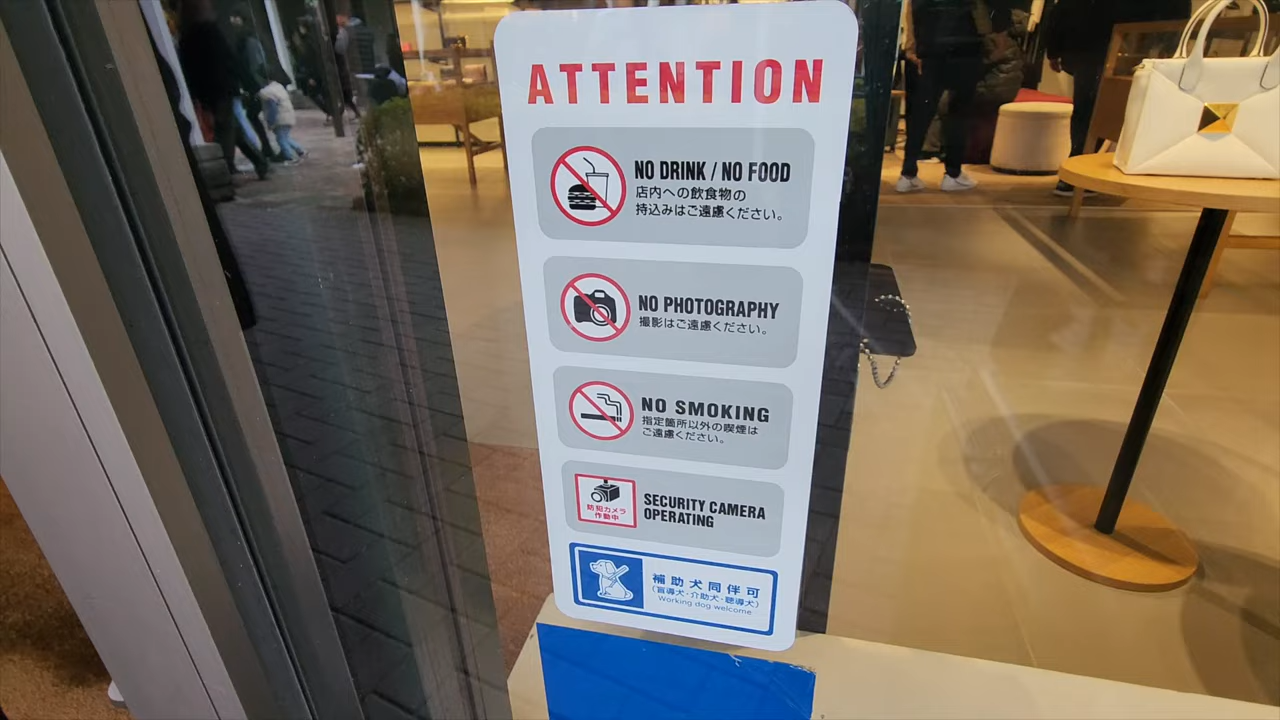 ATTENTION
NO DRINK / NO FOOD
店内への飲食物の
持込みはご遠慮ください。
NO PHOTOGRAPHY
撮影はご遠慮ください。
NO SMOKING
指定箇所以外の喫煙は
ご遠慮ください。
防犯カメラ
作動中
SECURITY CAMERA
OPERATING
補助犬同伴可
(盲導犬・介助犬・聴導犬)
Working dog welcome